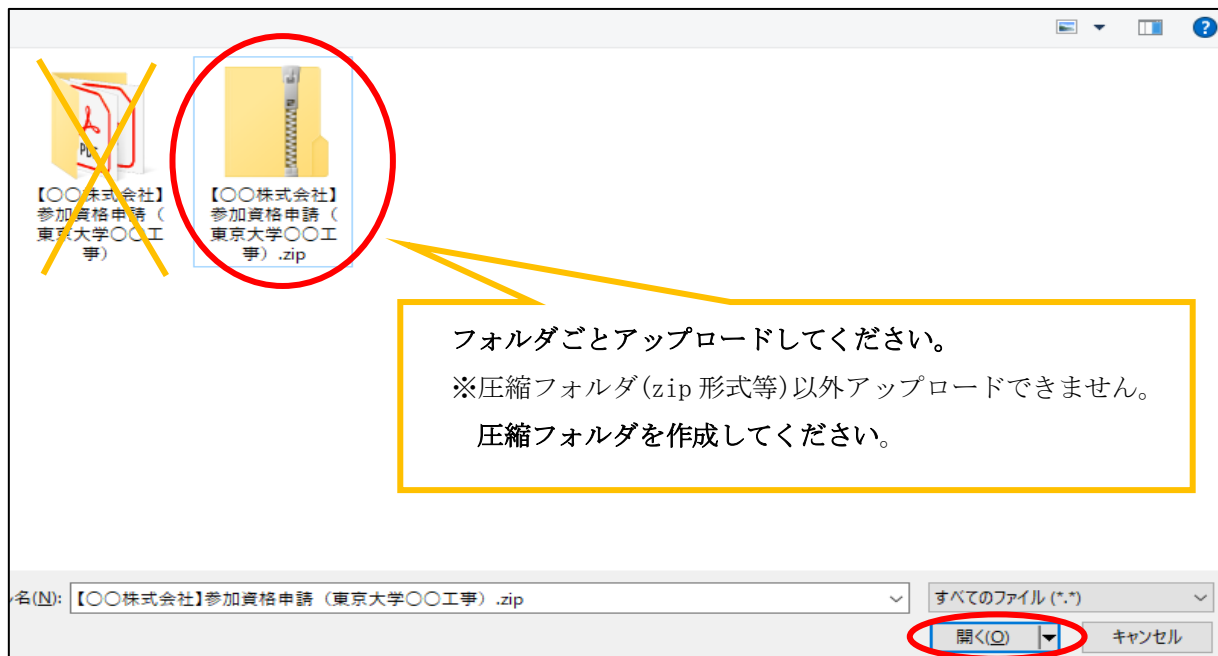 【〇〇株式会社】
参加資格申請（
東京大学〇〇工
事）
【〇〇株式会社】
参加資格申請（
東京大学〇〇工
事）.zip
フォルダごとアップロードしてください。
※圧縮フォルダ(zip 形式等)以外アップロードできません。
圧縮フォルダを作成してください。
名(N):
【〇〇株式会社】参加資格申請（東京大学〇〇工事）.zip
すべてのファイル (*.*)
開く(O)
キャンセル